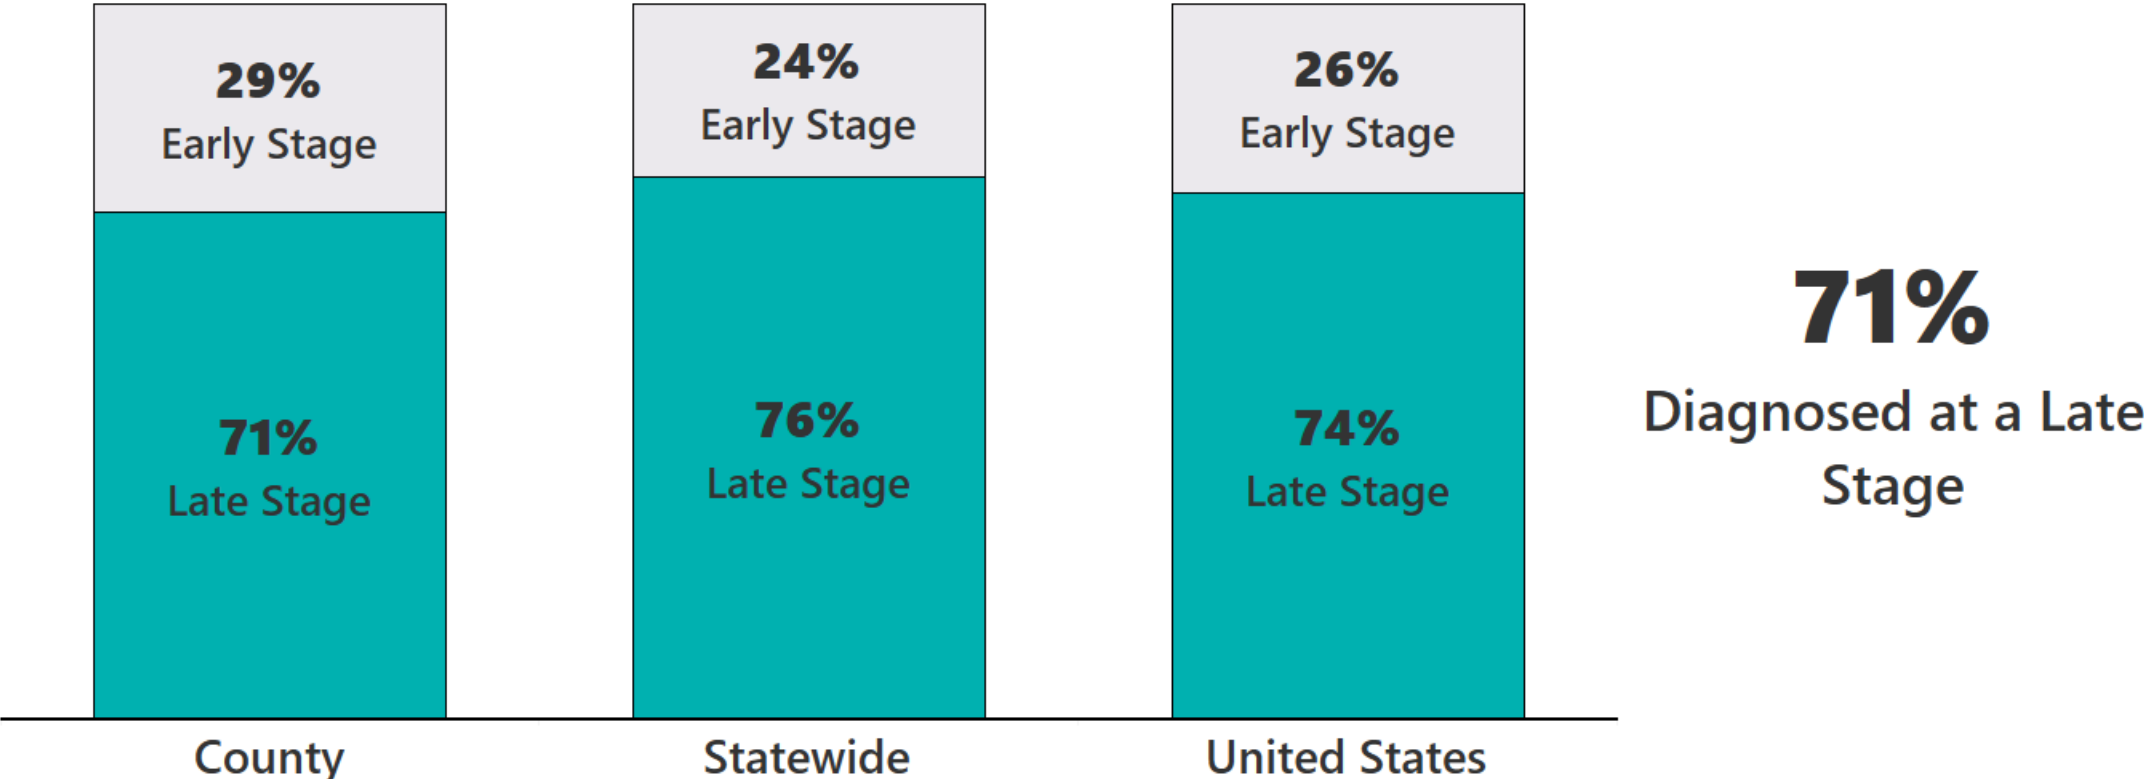 29%
Early Stage
71%
Late Stage
County
24%
Early Stage
76%
Late Stage
Statewide
26%
Early Stage
74%
Late Stage
United States
71%
Diagnosed at a Late
Stage